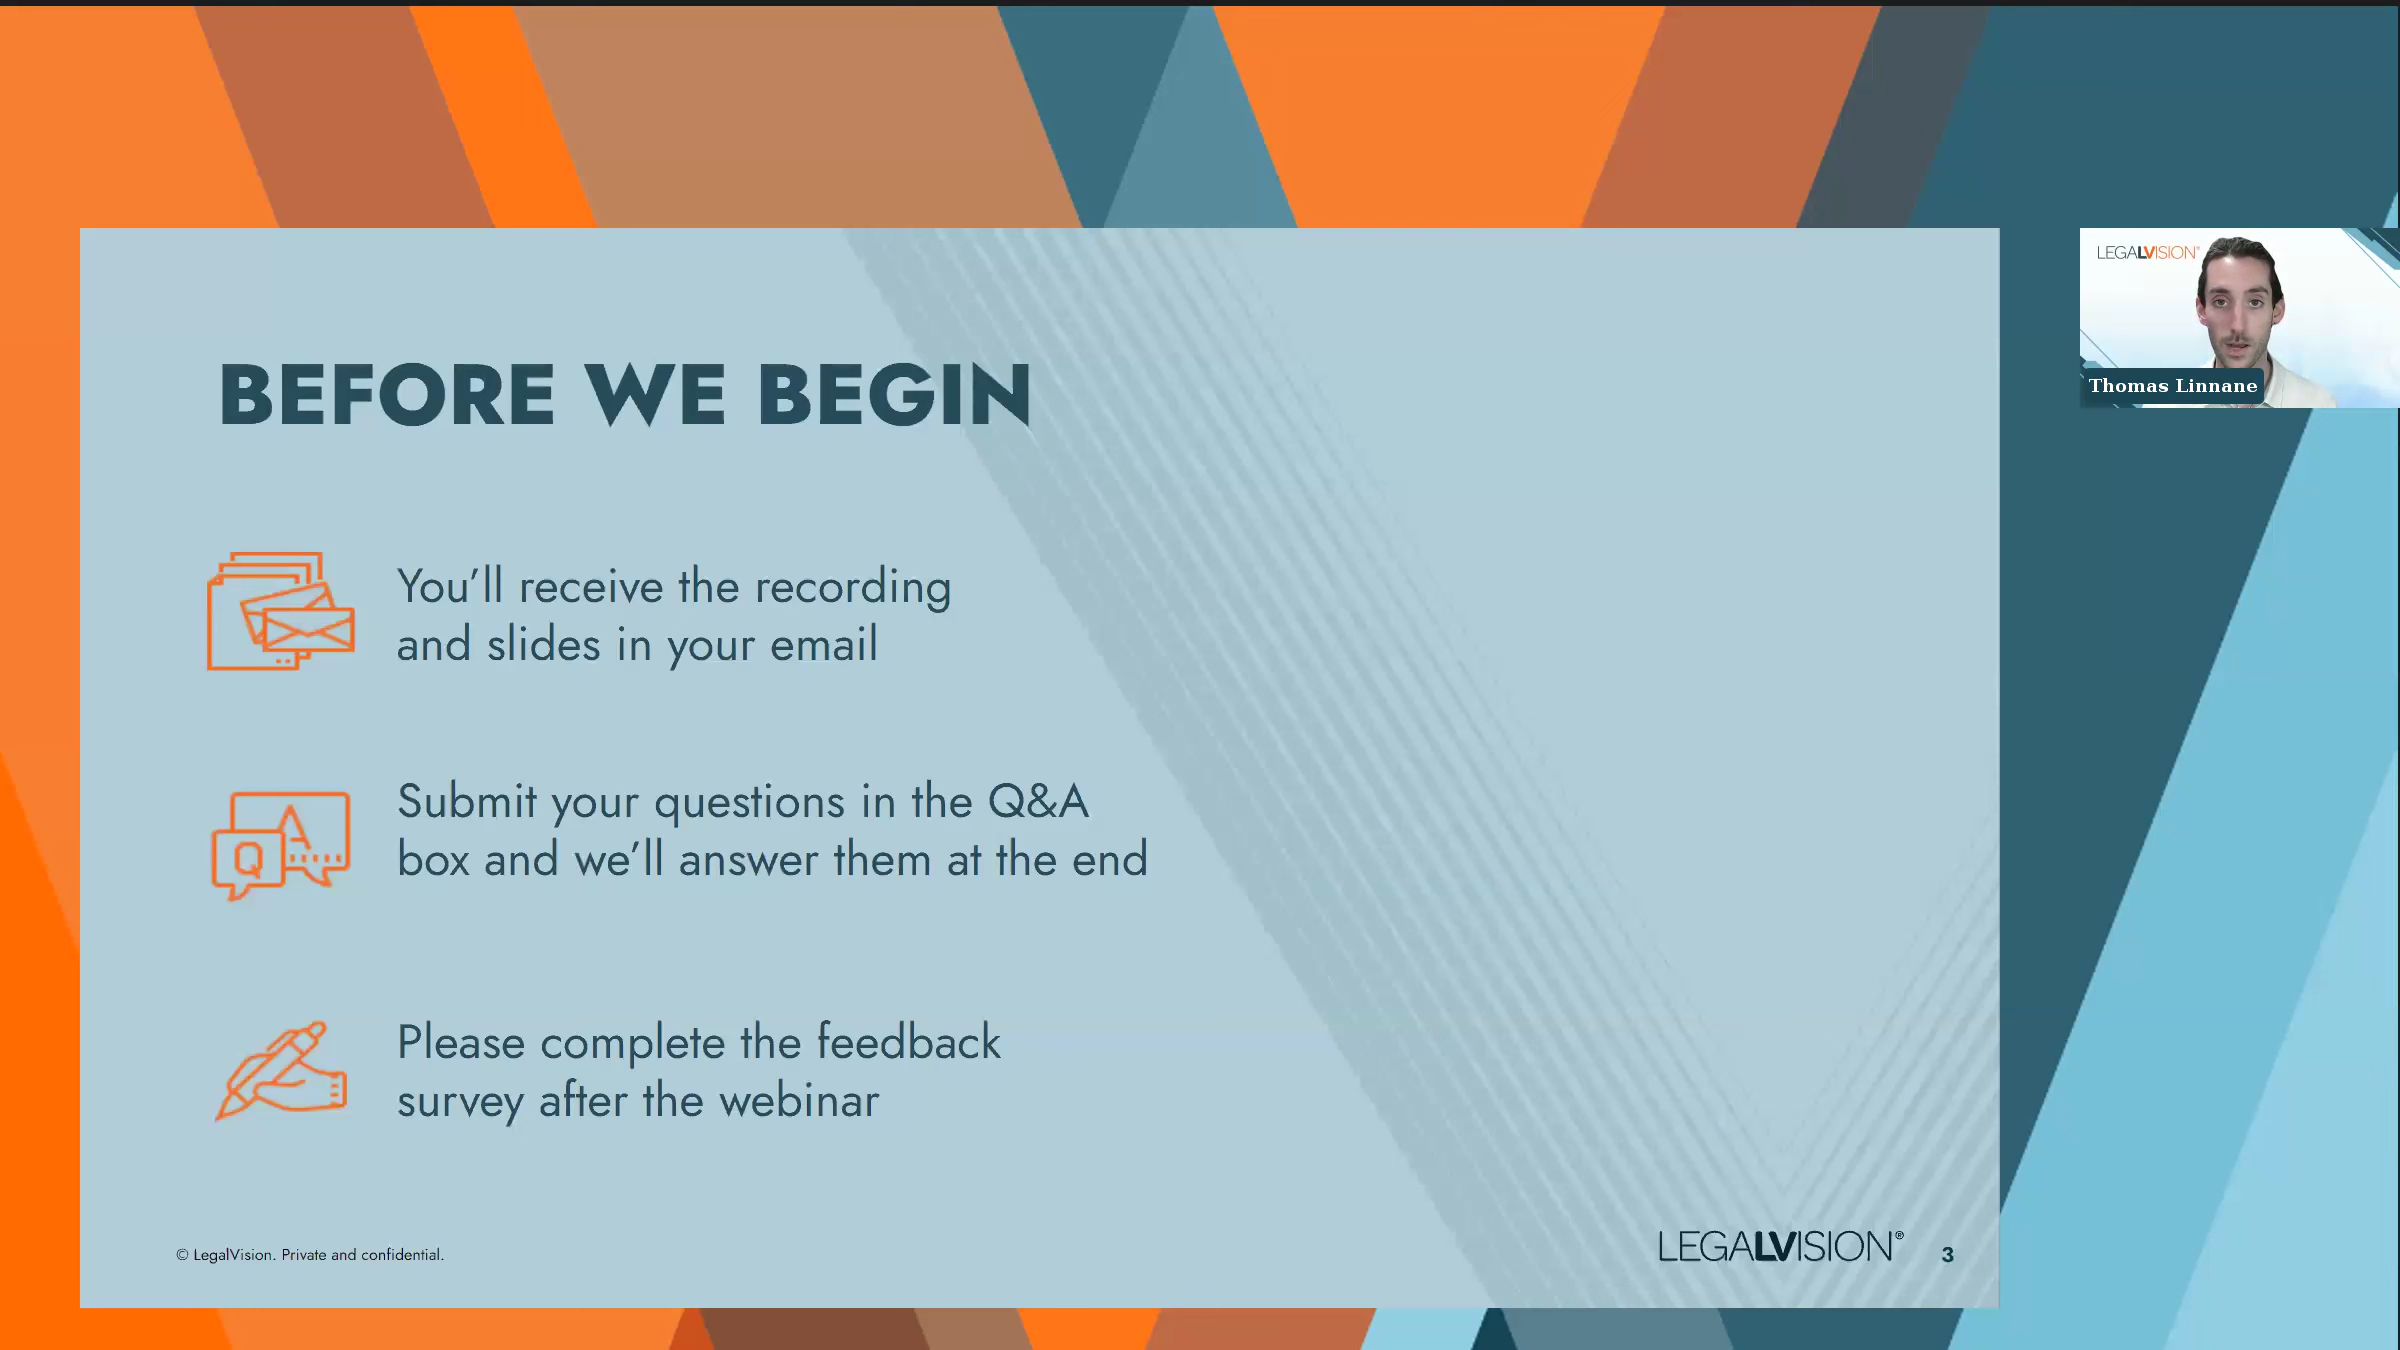 LEGALVISION®
Thomas Linnane
BEFORE WE BEGIN
You’ll receive the recording
and slides in your email
Q
A
Submit your questions in the Q&A
box and we’ll answer them at the end
Please complete the feedback
survey after the webinar
© LegalVision. Private and confidential.
LEGALVISION®
3